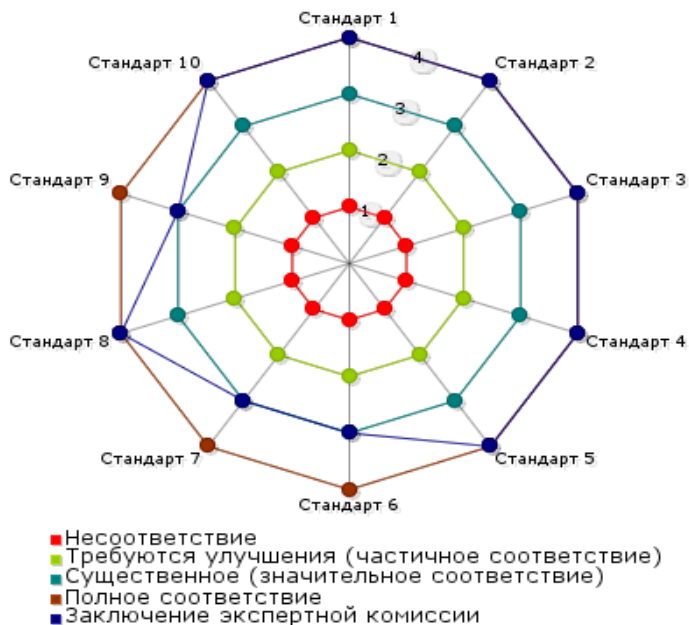 Стандарт 1
Стандарт 10
4
Стандарт 2
3
2
Стандарт 9
Стандарт 3
1
Стандарт 8
Стандарт 4
Стандарт 7
Стандарт 5
Стандарт 6
Несоответствие
Требуются улучшения (частичное соответствие)
Существенное (значительное соответствие)
Полное соответствие
Заключение экспертной комиссии